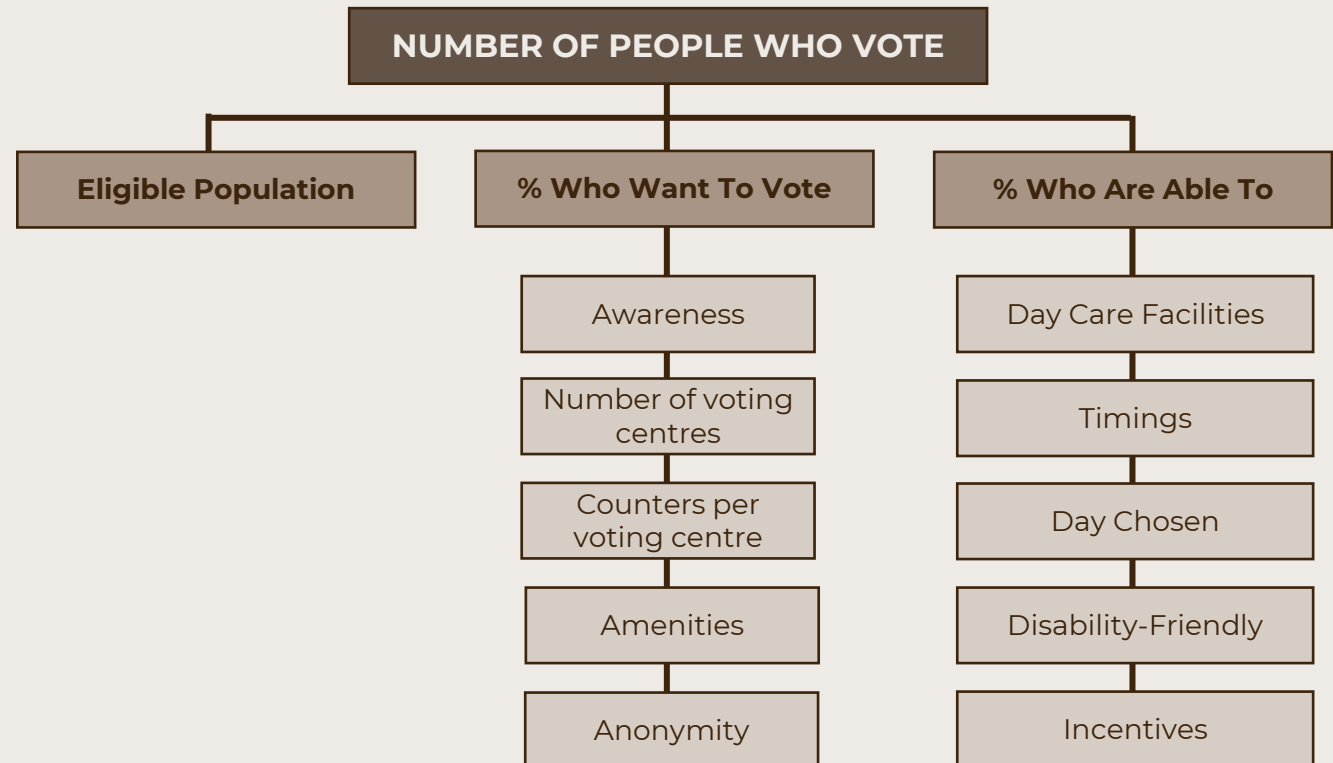 NUMBER OF PEOPLE WHO VOTE
Eligible Population
% Who Want To Vote
% Who Are Able To
Awareness
Number of voting
centres
Counters per
voting centre
Amenities
Anonymity
Day Care Facilities
Timings
Day Chosen
Disability-Friendly
Incentives